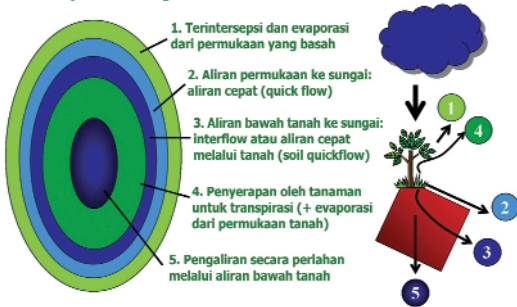 1. Terintersepsi dan evaporasi
dari permukaan yang basah
2. Aliran permukaan ke sungai:
aliran cepat (quick flow)
3. Aliran bawah tanah ke sungai:
interflow atau aliran cepat
melalui tanah (soil quickflow)
4. Penyerapan oleh tanaman
untuk transpirasi (+ evaporasi
dari permukaan tanah)
5. Pengaliran secara perlahan
melalui aliran bawah tanah
1
4
2
3
5